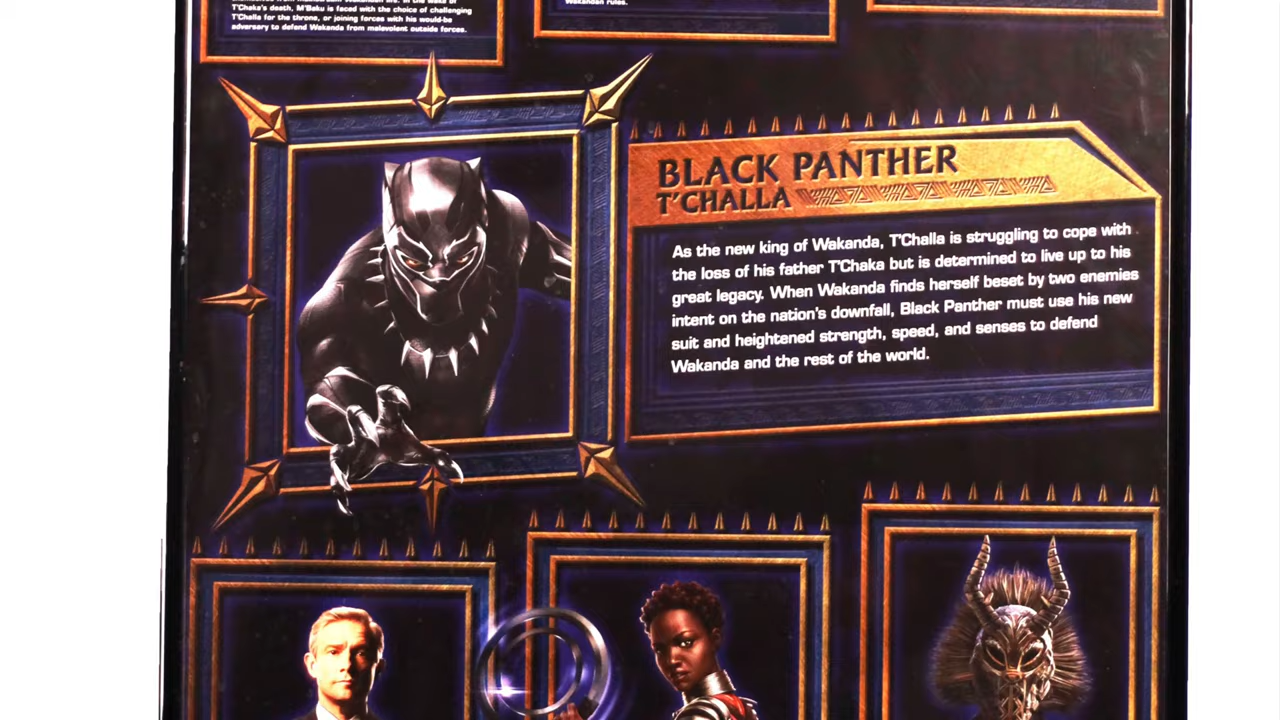 T'Chaka's death, M'Baku is faced with the choice of challenging
T'Challa for the throne, or joining forces with his would-be
adversary to defend Wakanda from malevolent outside forces.
Wakandan rules.
BLACK PANTHER
T'CHALLA
As the new king of Wakanda, T'Challa is struggling to cope with
the loss of his father T'Chaka but is determined to live up to his
great legacy. When Wakanda finds herself beset by two enemies
intent on the nation's downfall, Black Panther must use his new
suit and heightened strength, speed, and senses to defend
Wakanda and the rest of the world.